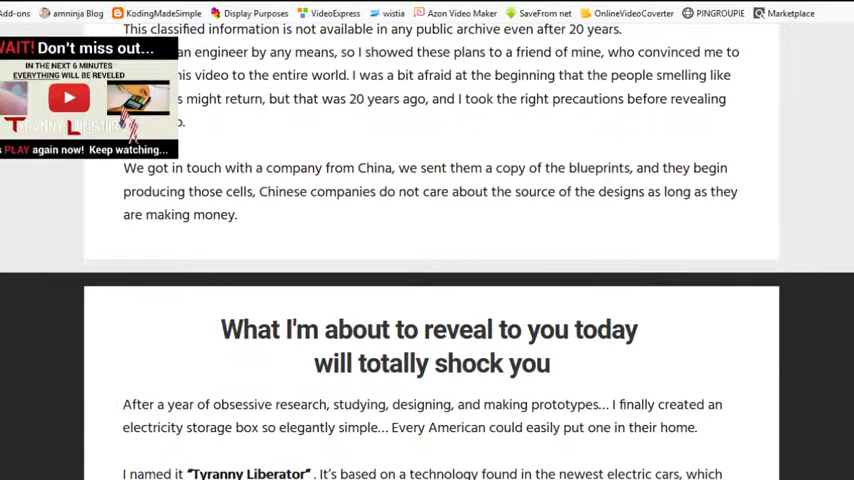 Add-ons amninja Blog KodingMadeSimple Display Purposes VideoExpress wistia Azon Video Maker SaveFrom net OnlineVideoCoverter PINGROUPIE Marketplace
This classified information is not available in any public archive even after 20 years.
an engineer by any means, so I showed these plans to a friend of mine, who convinced me to
his video to the entire world. I was a bit afraid at the beginning that the people smelling like
s might return, but that was 20 years ago, and I took the right precautions before revealing
o.
WAIT! Don't miss out...
IN THE NEXT 6 MINUTES
EVERYTHING WILL BE REVELED
TYRANNY LIBERATOR
s PLAY again now! Keep watching...
We got in touch with a company from China, we sent them a copy of the blueprints, and they begin
producing those cells, Chinese companies do not care about the source of the designs as long as they
are making money.
What I'm about to reveal to you today
will totally shock you
After a year of obsessive research, studying, designing, and making prototypes... I finally created an
electricity storage box so elegantly simple... Every American could easily put one in their home.
I named it “Tyranny Liberator” . It's based on a technology found in the newest electric cars, which